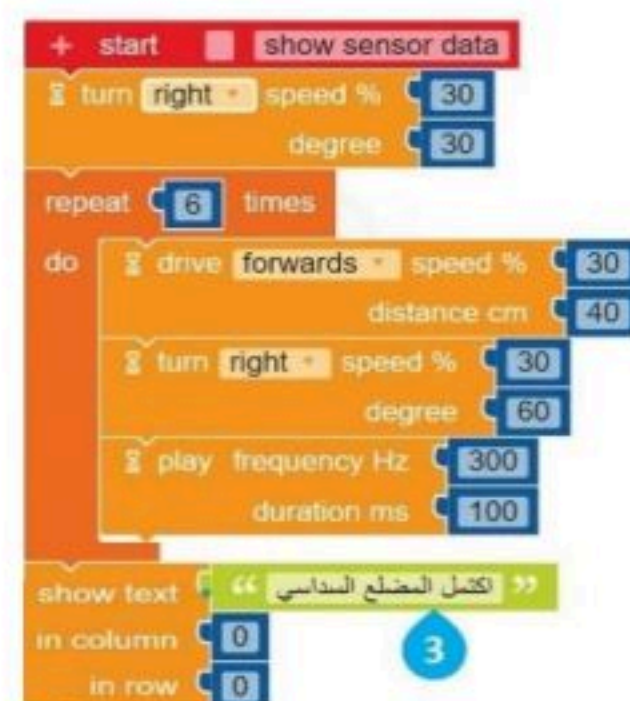 + start show sensor data
turn right speed % 30
degree 30
repeat 6 times
do drive forwards speed % 30
distance cm 40
turn right speed % 30
degree 60
play frequency Hz 300
duration ms 100
show text “ اكتمل المضلع السداسي ”
3
in column 0
in row 0